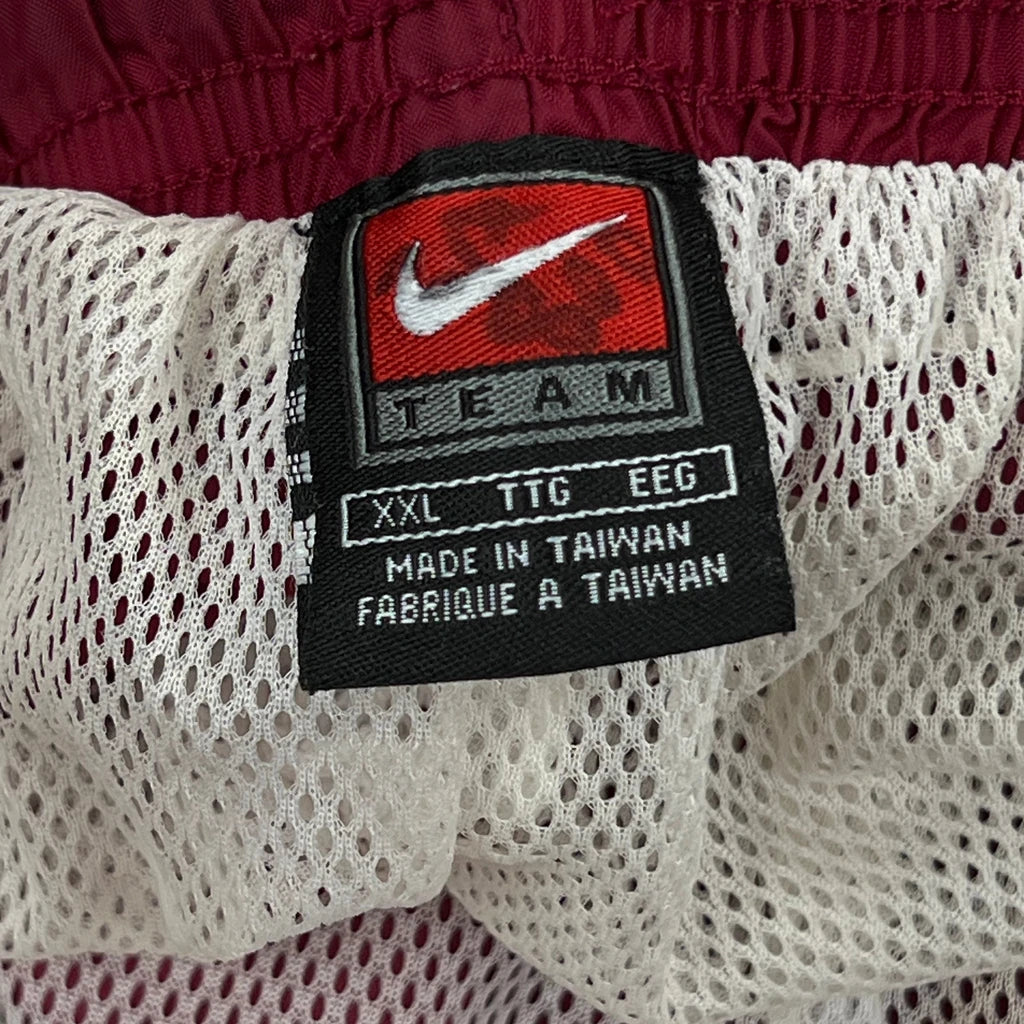 TEAM
XXL TTG EEG
MADE IN TAIWAN
FABRIQUE A TAIWAN